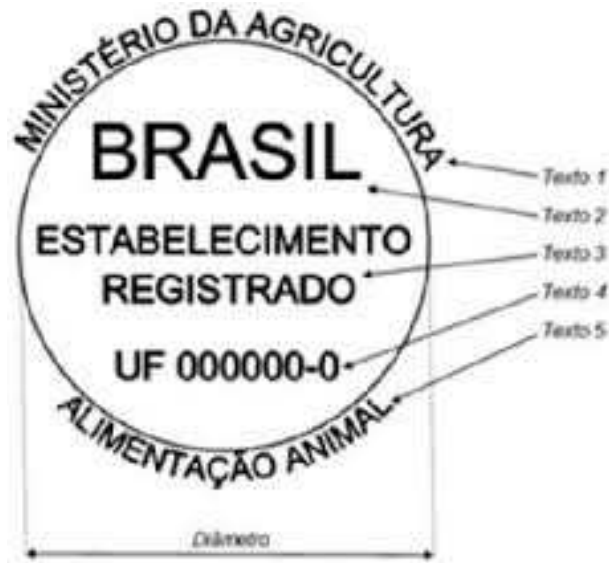 MINISTÉRIO DA AGRICULTURA
BRASIL
ESTABELECIMENTO
REGISTRADO
UF 000000-0
ALIMENTAÇÃO ANIMAL
Texto 1
Texto 2
Texto 3
Texto 4
Texto 5
Diâmetro